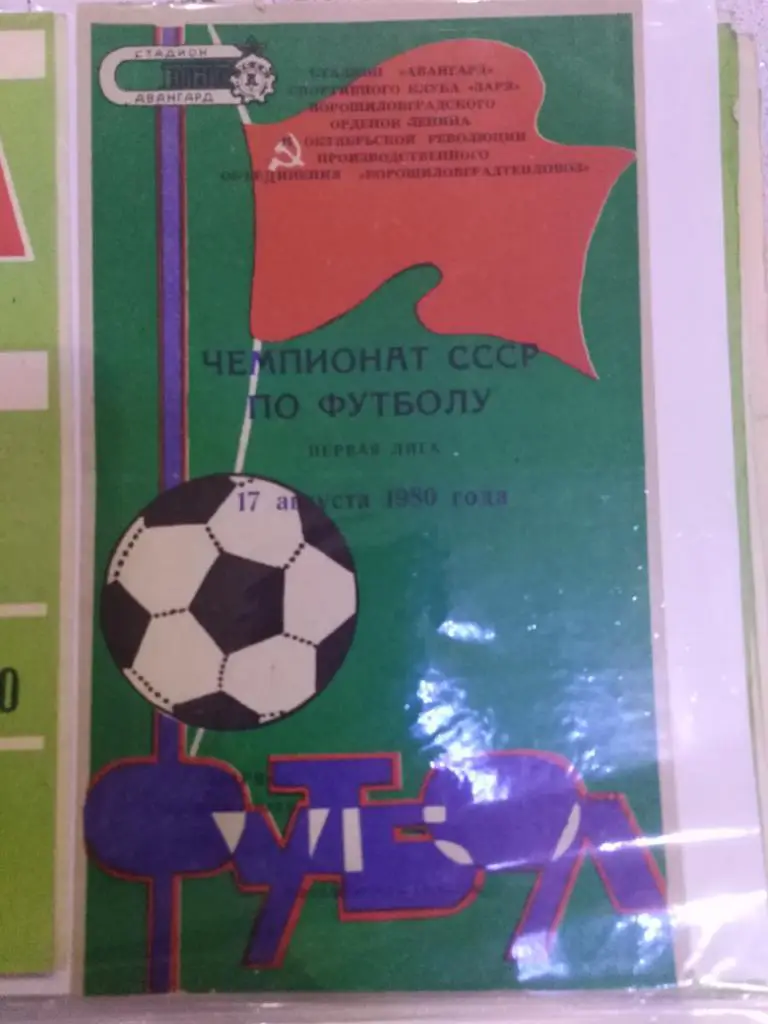 СТАДИОН
АВАНГАРД
СТАДИОН «АВАНГАРД»
СПОРТИВНОГО КЛУБА «ЗАРЯ»
ВОРОШИЛОВГРАДСКОГО
ОРДЕНОВ ЛЕНИНА
И ОКТЯБРЬСКОЙ РЕВОЛЮЦИИ
ПРОИЗВОДСТВЕННОГО
ОБЪЕДИНЕНИЯ «ВОРОШИЛОВГРАДТЕПЛОВОЗ»
ЧЕМПИОНАТ СССР
ПО ФУТБОЛУ
ПЕРВАЯ ЛИГА
17 августа 1980 года
0
ФУТБОЛ